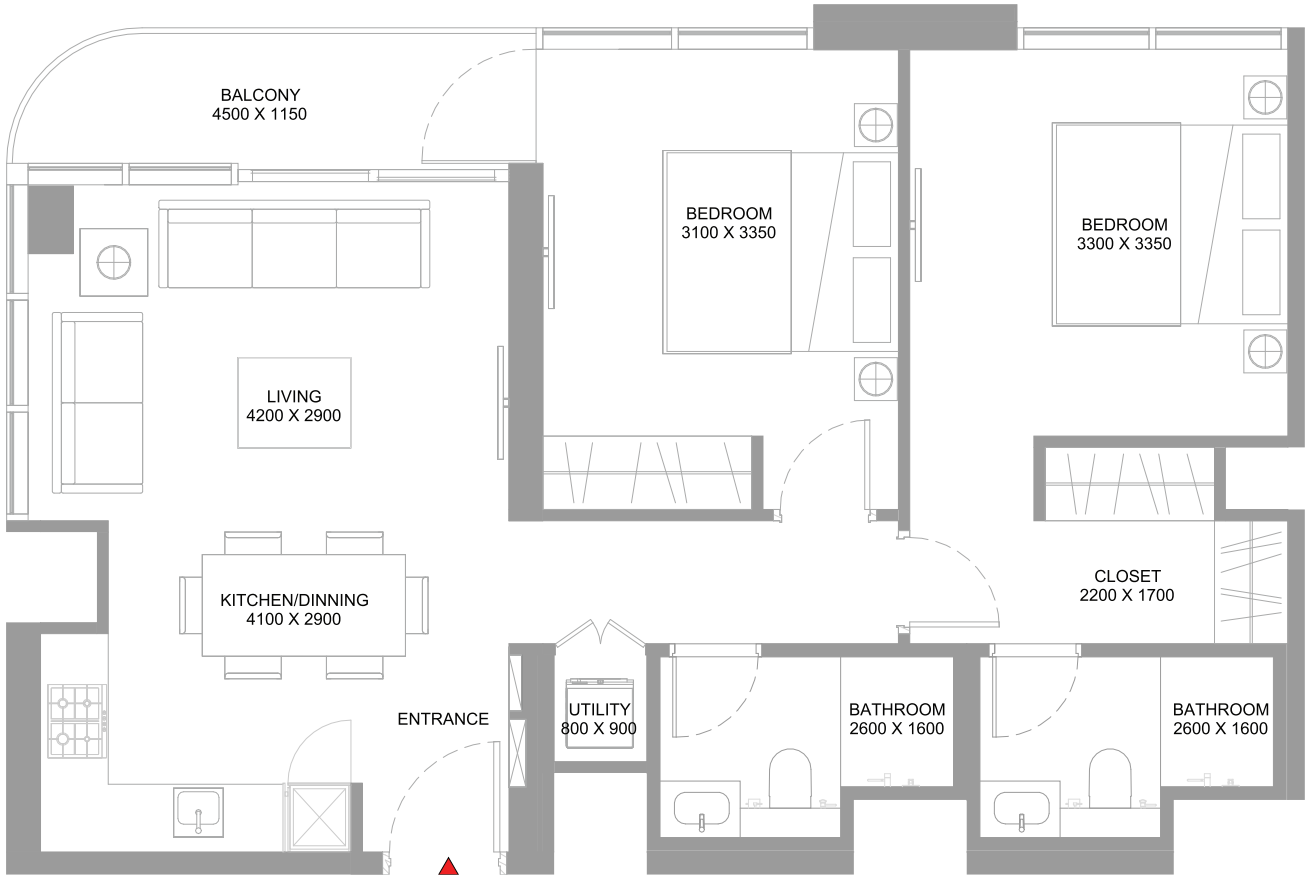 BALCONY
4500 X 1150
BEDROOM
3100 X 3350
BEDROOM
3300 X 3350
LIVING
4200 X 2900
KITCHEN/DINNING
4100 X 2900
CLOSET
2200 X 1700
ENTRANCE
UTILITY
800 X 900
BATHROOM
2600 X 1600
BATHROOM
2600 X 1600